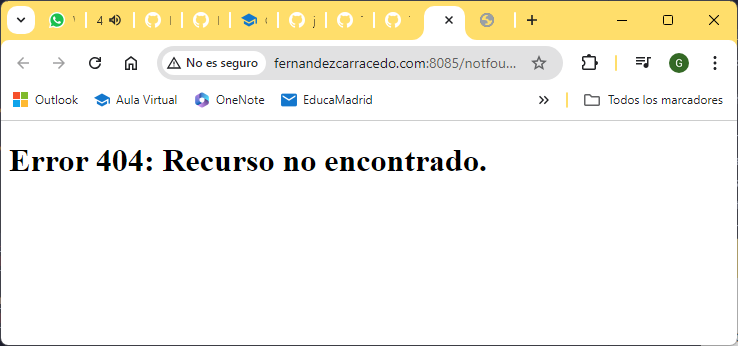 4
No es seguro
fernandezcarracedo.com:8085/notfou...
G
Outlook
Aula Virtual
OneNote
EducaMadrid
Todos los marcadores
Error 404: Recurso no encontrado.